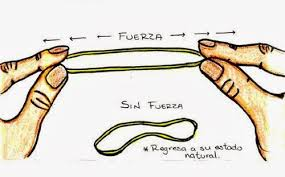 FUERZA
SIN FUERZA
* Regresa a su estado
natural.